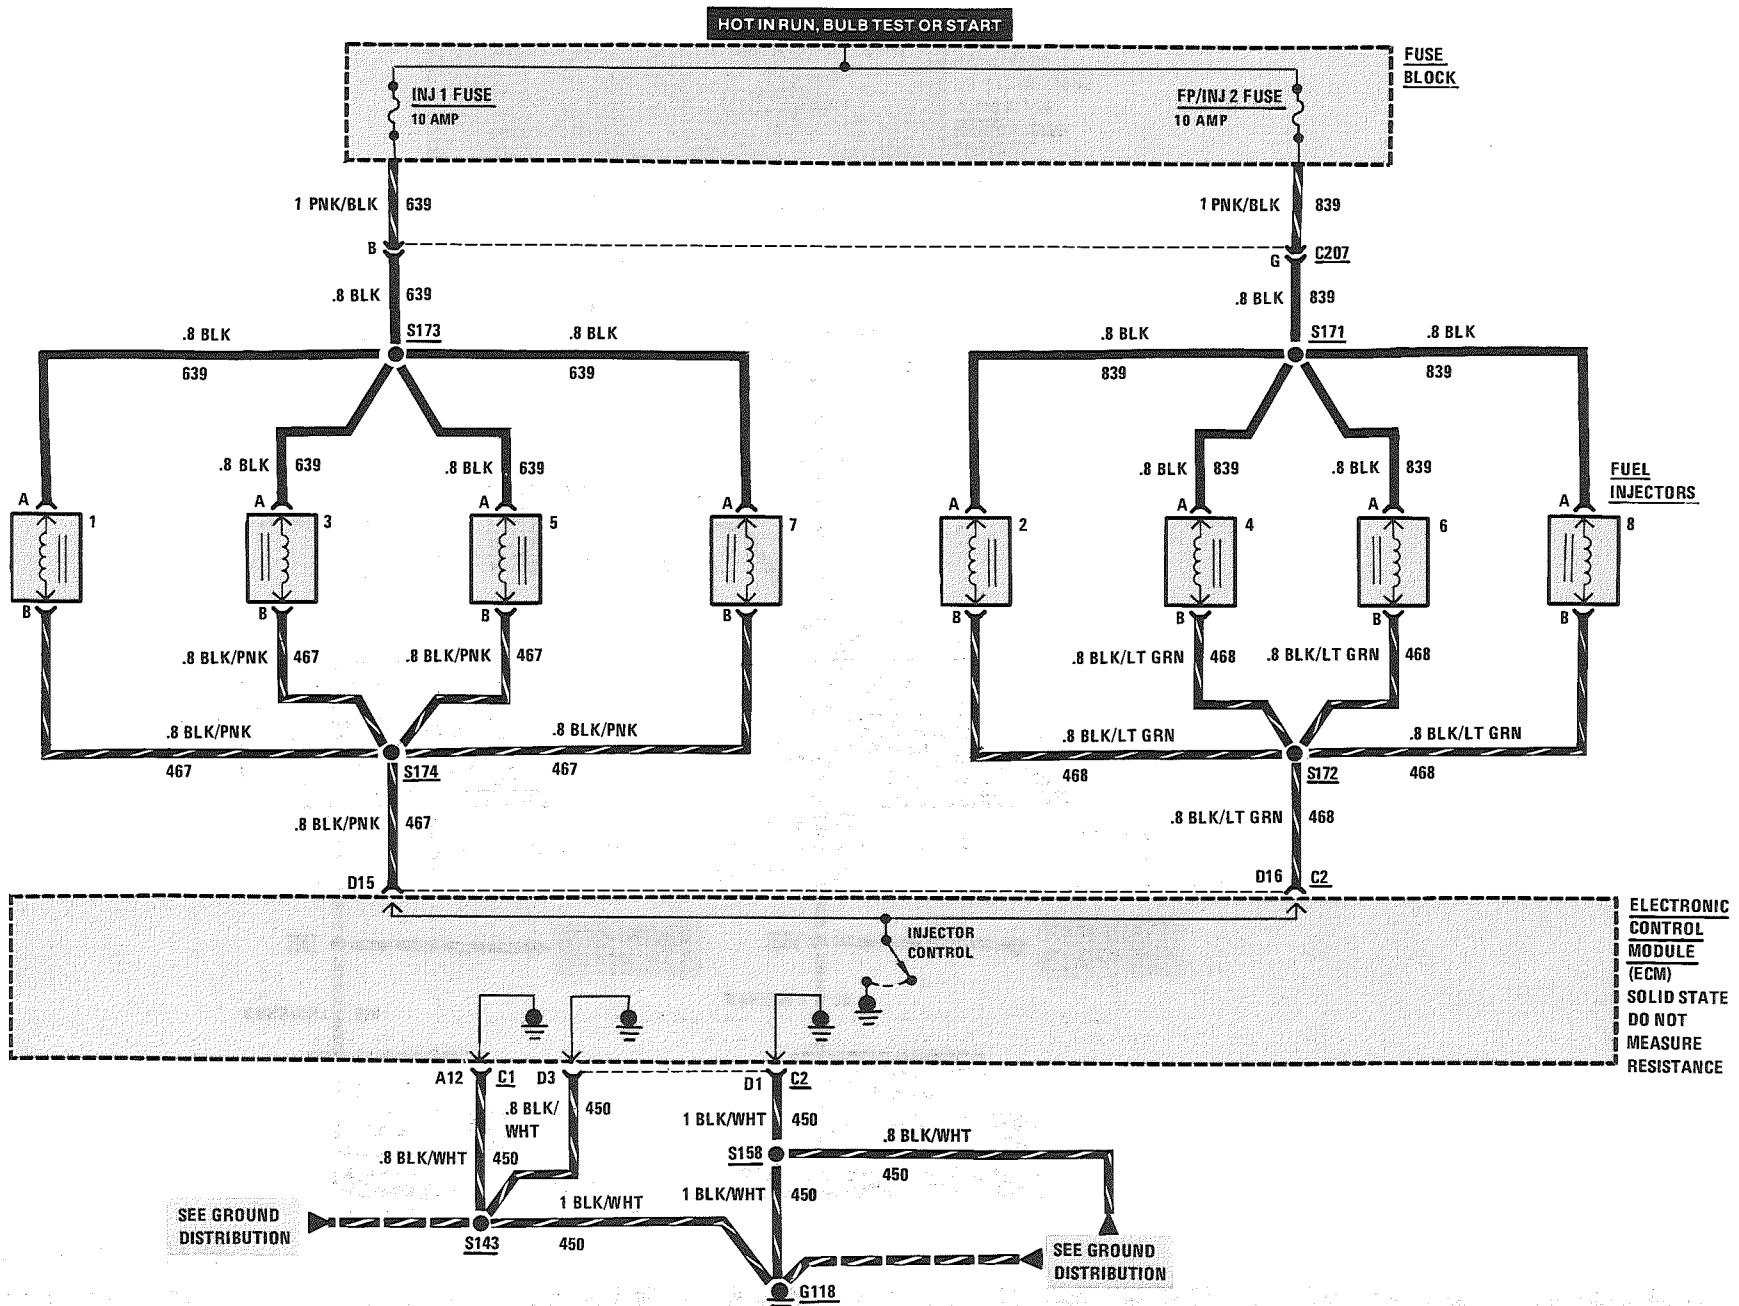 HOT IN RUN, BULB TEST OR START
FUSE
BLOCK
INJ 1 FUSE
10 AMP
FP/INJ 2 FUSE
10 AMP
1 PNK/BLK 639
1 PNK/BLK 839
B
G C207
.8 BLK 639
.8 BLK 839
S173
S171
.8 BLK
639
.8 BLK
639
.8 BLK
839
.8 BLK
839
.8 BLK 639
.8 BLK 639
.8 BLK 839
.8 BLK 839
FUEL
INJECTORS
A 1
A 3
A 5
A 7
A 2
A 4
A 6
A 8
B
B
B
B
B
B
B
B
.8 BLK/PNK 467
.8 BLK/PNK 467
.8 BLK/LT GRN 468
.8 BLK/LT GRN 468
.8 BLK/PNK
467
.8 BLK/PNK
467
.8 BLK/LT GRN
468
.8 BLK/LT GRN
468
S174
S172
.8 BLK/PNK 467
.8 BLK/LT GRN 468
D15
D16 C2
ELECTRONIC
CONTROL
MODULE
(ECM)
SOLID STATE
DO NOT
MEASURE
RESISTANCE
INJECTOR
CONTROL
A12 C1 D3
D1 C2
.8 BLK/
WHT
450
1 BLK/WHT 450
.8 BLK/WHT 450
S158
.8 BLK/WHT
450
1 BLK/WHT 450
1 BLK/WHT
450
SEE GROUND
DISTRIBUTION
S143
SEE GROUND
DISTRIBUTION
G118